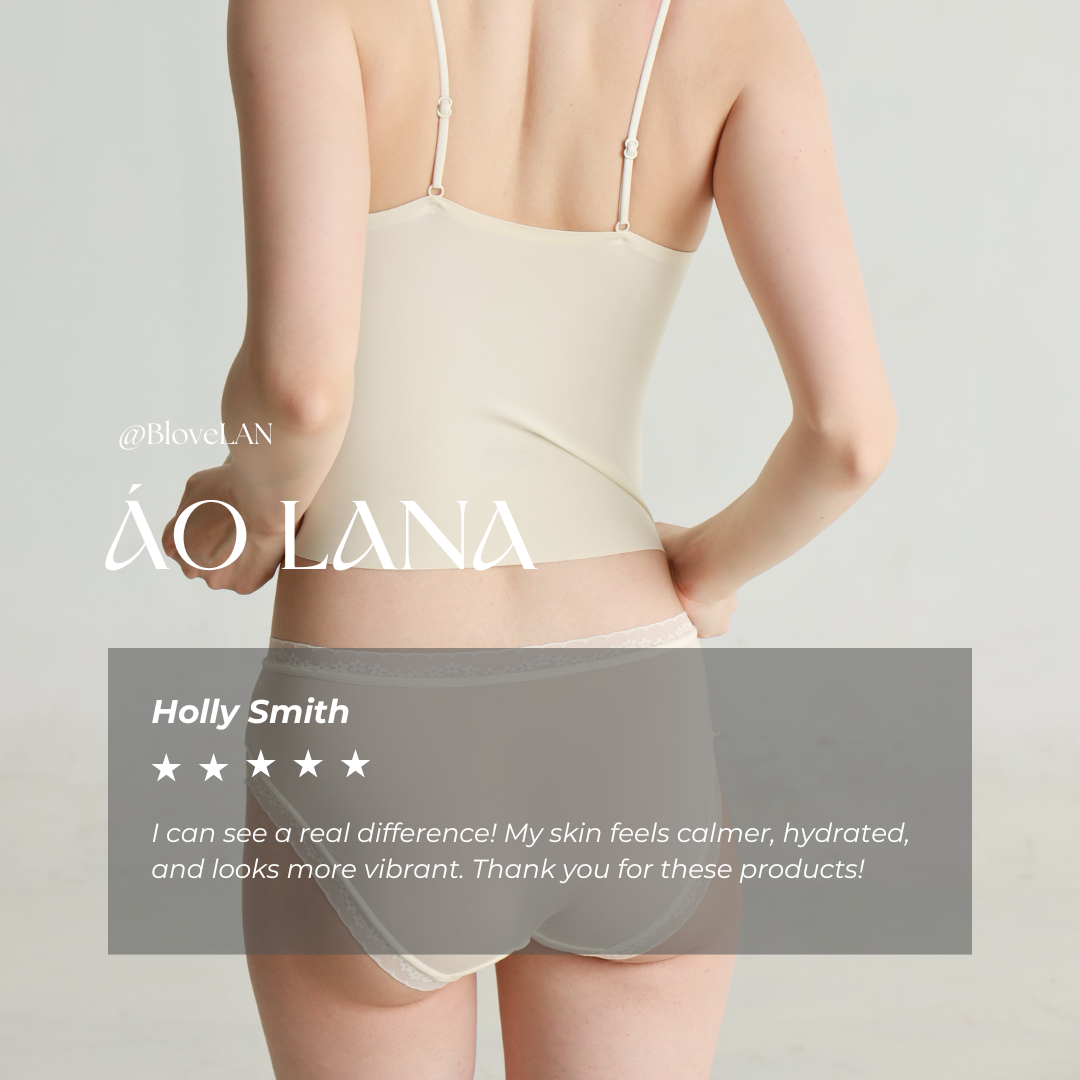 @BloveLAN
ÁO LANA
Holly Smith
★ ★ ★ ★ ★
I can see a real difference! My skin feels calmer, hydrated,
and looks more vibrant. Thank you for these products!